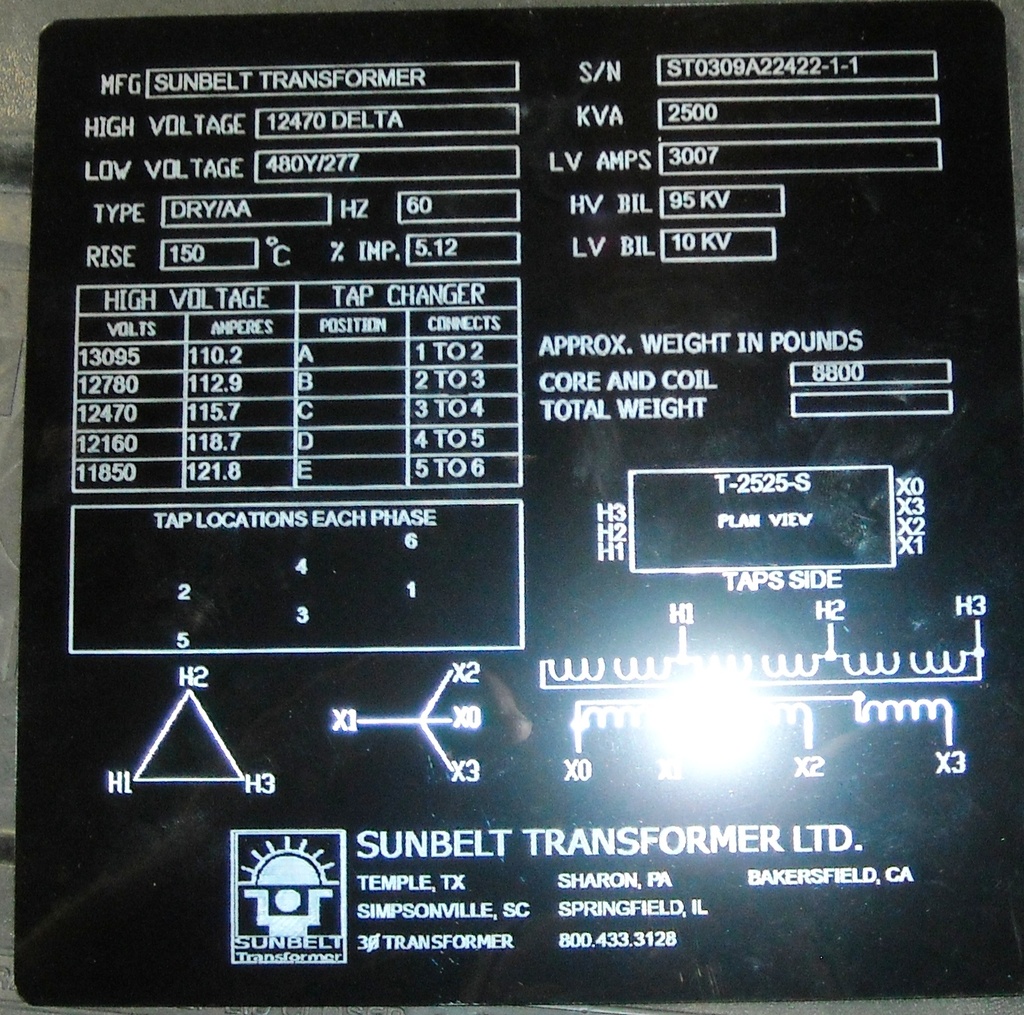 MFG SUNBELT TRANSFORMER
HIGH VOLTAGE 12470 DELTA
LOW VOLTAGE 480Y/277
TYPE DRY/AA HZ 60
RISE 150 °C % IMP. 5.12
S/N ST0309A22422-1-1
KVA 2500
LV AMPS 3007
HV BIL 95 KV
LV BIL 10 KV
HIGH VOLTAGE TAP CHANGER
VOLTS AMPERES POSITION CONNECTS
13095 110.2 A 1 TO 2
12780 112.9 B 2 TO 3
12470 115.7 C 3 TO 4
12160 118.7 D 4 TO 5
11850 121.8 E 5 TO 6
APPROX. WEIGHT IN POUNDS
CORE AND COIL 8800
TOTAL WEIGHT
TAP LOCATIONS EACH PHASE
6
4
2 1
3
5
T-2525-S
PLAN VIEW
H3
H2
H1
X0
X3
X2
X1
TAPS SIDE
H1 H2 H3
H2
H1 H3
X2
X1 X0
X3
X0 X1 X2 X3
SUNBELT TRANSFORMER LTD.
TEMPLE, TX SHARON, PA BAKERSFIELD, CA
SIMPSONVILLE, SC SPRINGFIELD, IL
3Ø TRANSFORMER 800.433.3128
SUNBELT
Transformer